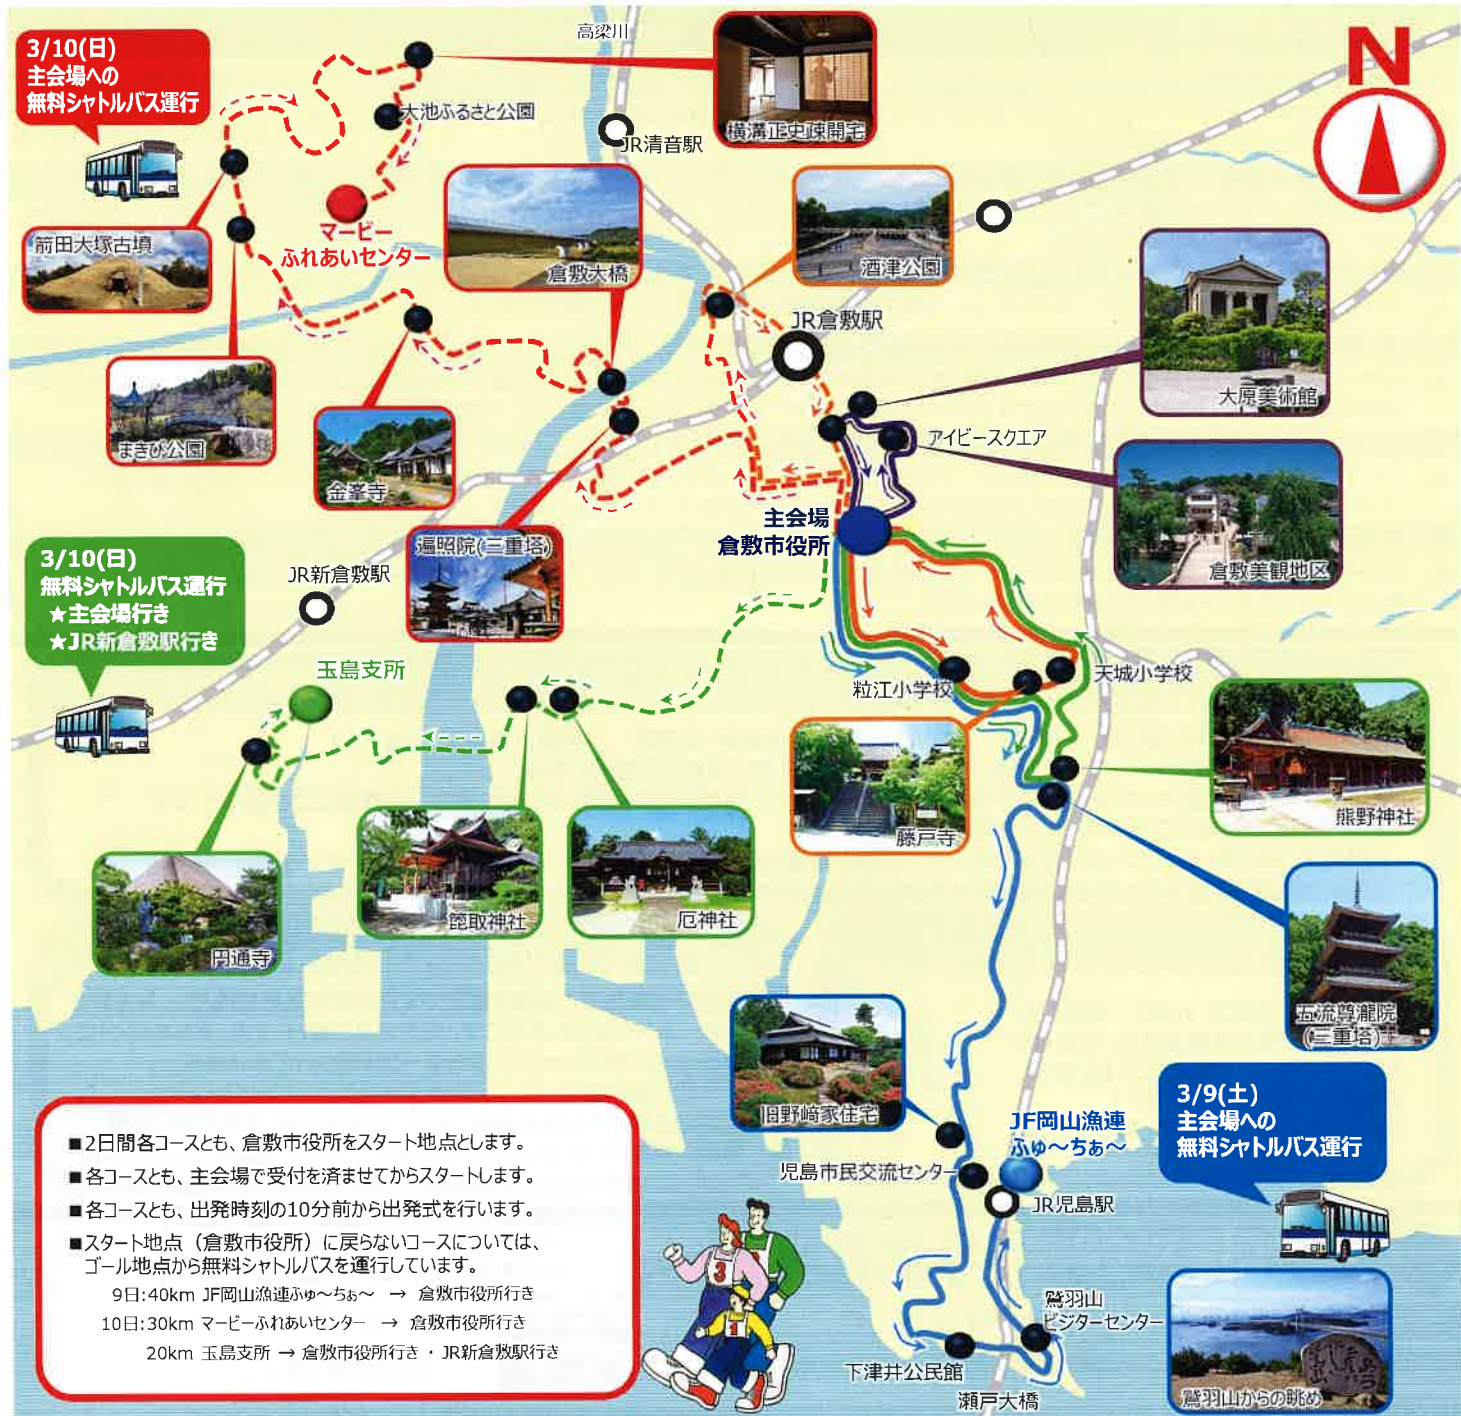 高梁川
3/10(日)
主会場への
無料シャトルバス運行
大池ふるさと公園
横溝正史疎開宅
JR清音駅
N
箭田大塚古墳
マービー
ふれあいセンター
倉敷大橋
酒津公園
JR倉敷駅
大原美術館
まきび公園
金峯寺
アイビースクエア
倉敷美観地区
主会場
倉敷市役所
遍照院(三重塔)
3/10(日)
無料シャトルバス運行
★主会場行き
★JR新倉敷駅行き
JR新倉敷駅
玉島支所
粒江小学校
天城小学校
藤戸寺
熊野神社
円通寺
箆取神社
厄神社
五流尊瀧院
(三重塔)
旧野﨑家住宅
JF岡山漁連
ふゅ～ちぁ～
3/9(土)
主会場への
無料シャトルバス運行
児島市民交流センター
JR児島駅
鷲羽山
ビジターセンター
下津井公民館
瀬戸大橋
鷲羽山からの眺め
■2日間各コースとも、倉敷市役所をスタート地点とします。
■各コースとも、主会場で受付を済ませてからスタートします。
■各コースとも、出発時刻の10分前から出発式を行います。
■スタート地点（倉敷市役所）に戻らないコースについては、
ゴール地点から無料シャトルバスを運行しています。
9日:40km JF岡山漁連ふゅ～ちぁ～ → 倉敷市役所行き
10日:30km マービーふれあいセンター → 倉敷市役所行き
20km 玉島支所 → 倉敷市役所行き・JR新倉敷駅行き
3
1